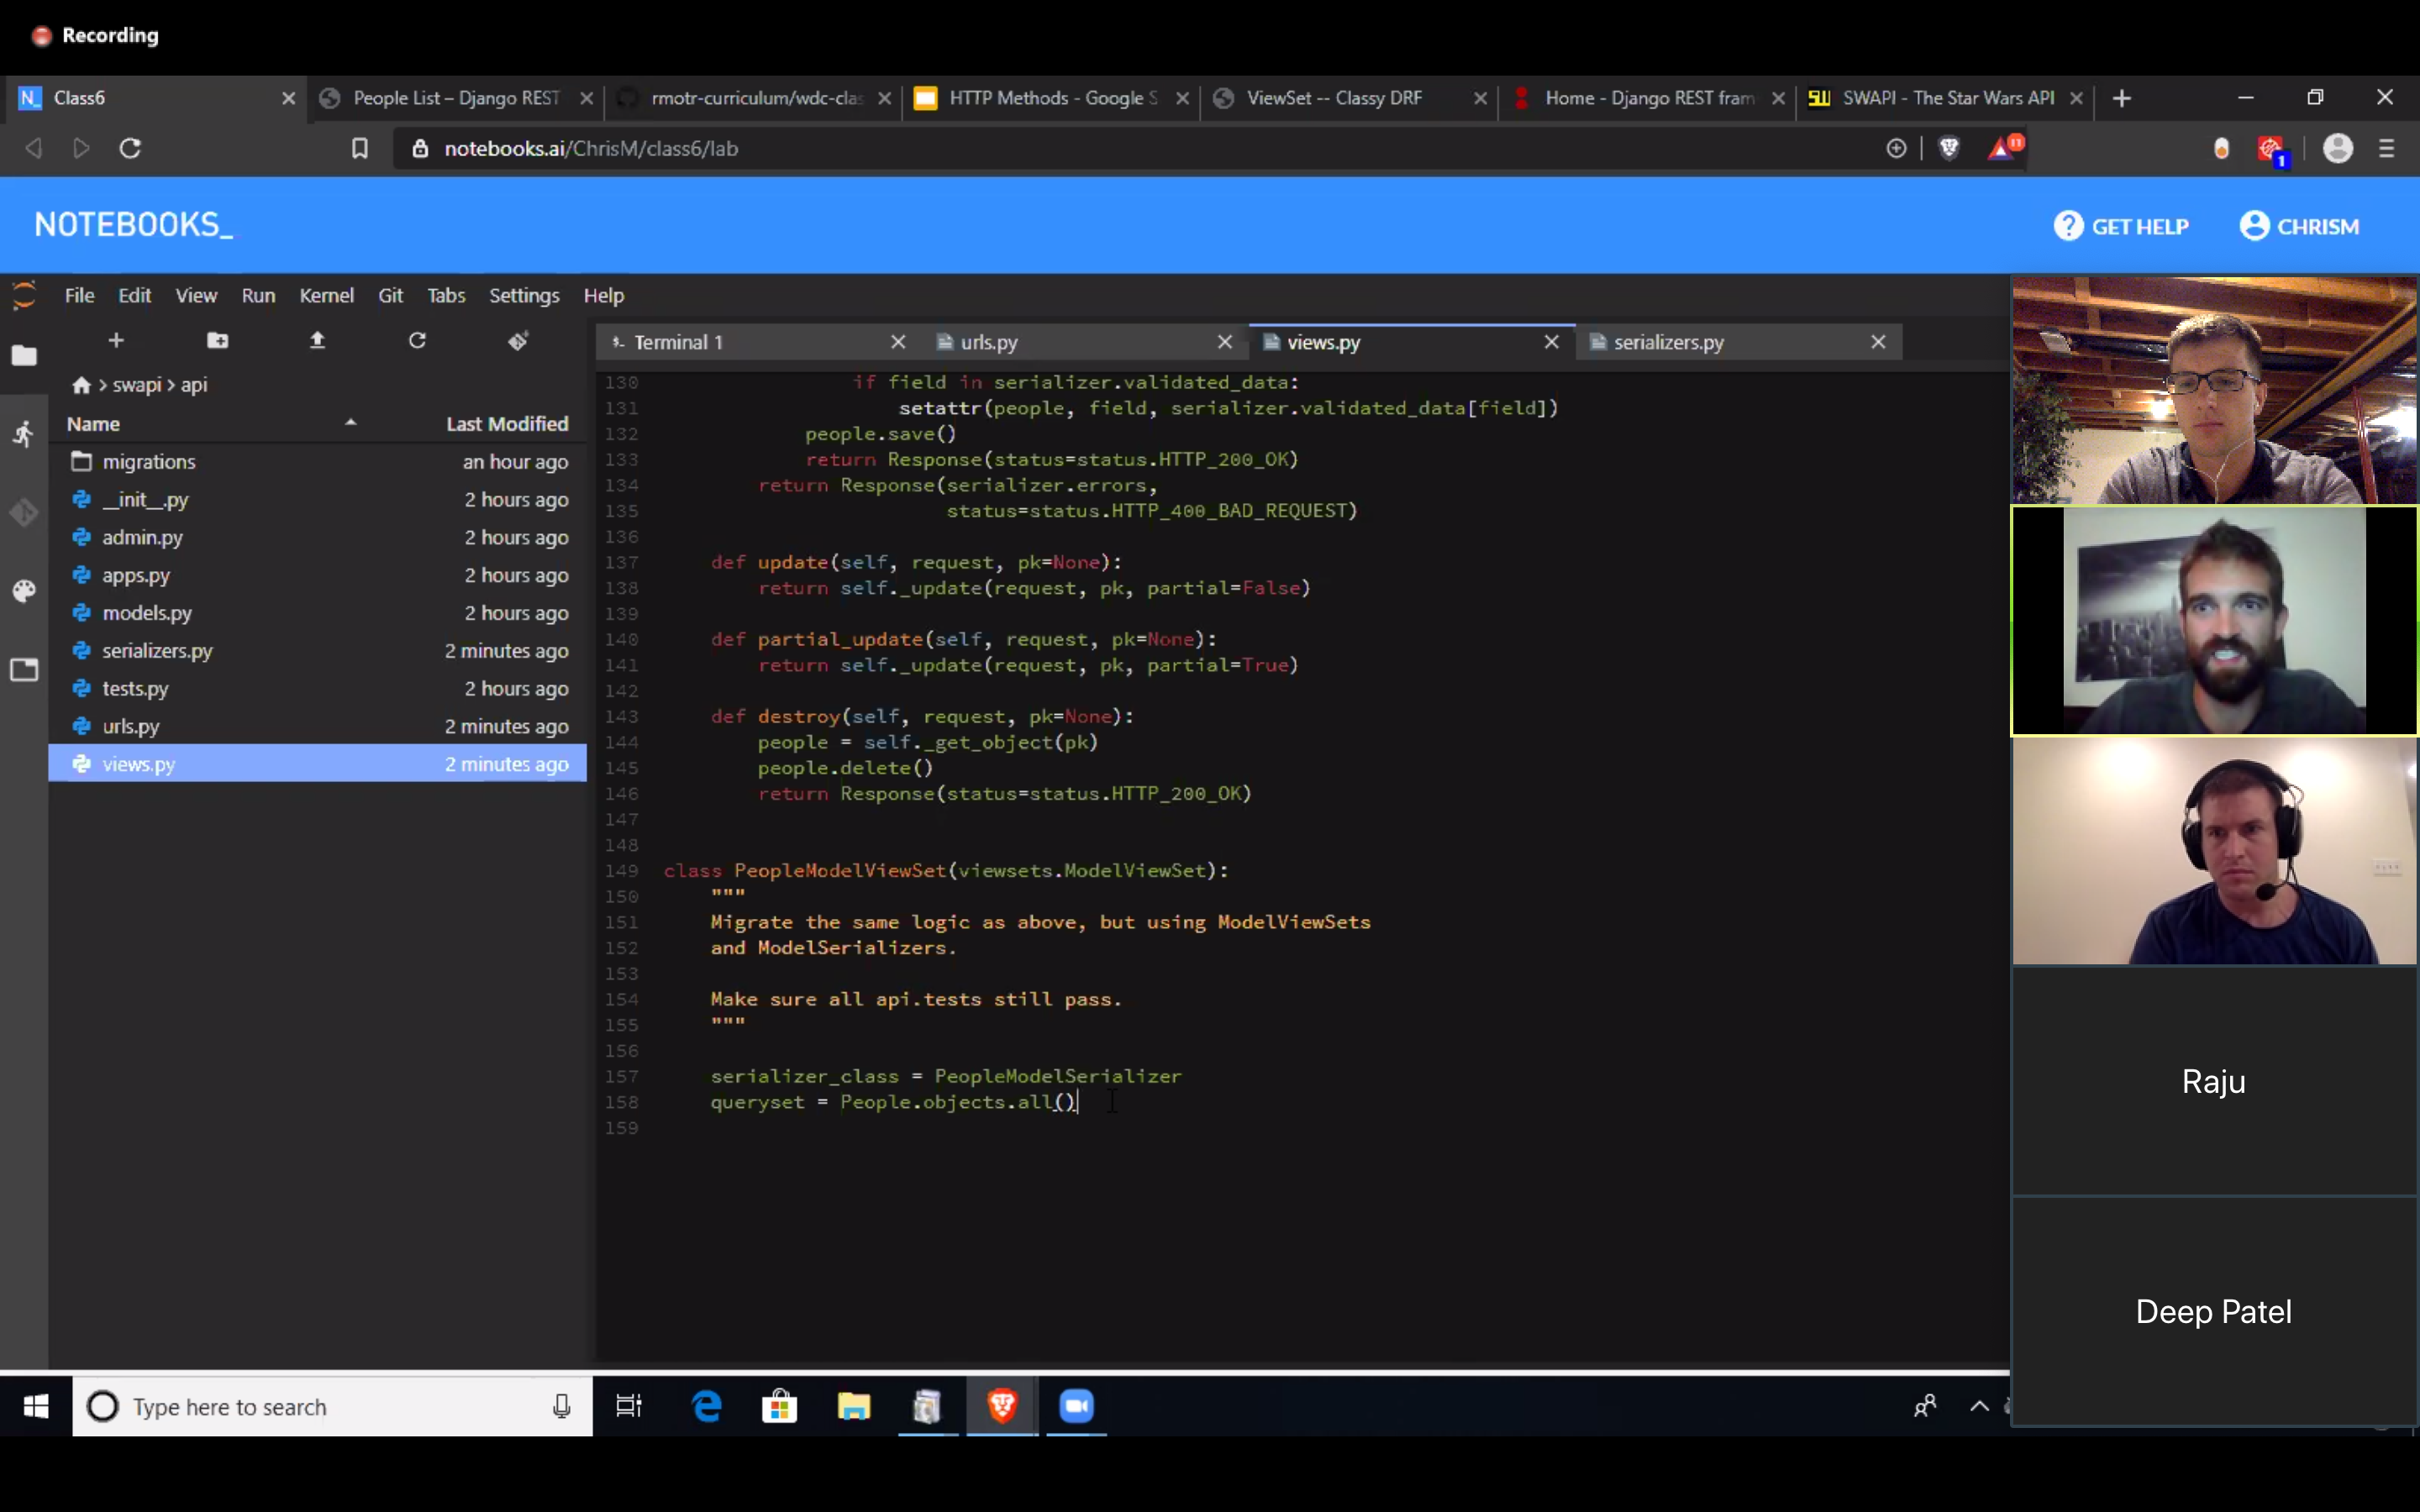 Recording
Class6
People List – Django REST
rmotr-curriculum/wdc-clas
HTTP Methods - Google S
ViewSet -- Classy DRF
Home - Django REST fram
SWAPI - The Star Wars API
notebooks.ai/ChrisM/class6/lab
11
1
NOTEBOOKS_
GET HELP
CHRISM
File Edit View Run Kernel Git Tabs Settings Help
Terminal 1
urls.py
views.py
serializers.py
> swapi > api
Name Last Modified
migrations an hour ago
__init__.py 2 hours ago
admin.py 2 hours ago
apps.py 2 hours ago
models.py 2 hours ago
serializers.py 2 minutes ago
tests.py 2 hours ago
urls.py 2 minutes ago
views.py 2 minutes ago
130 if field in serializer.validated_data:
131 setattr(people, field, serializer.validated_data[field])
132 people.save()
133 return Response(status=status.HTTP_200_OK)
134 return Response(serializer.errors,
135 status=status.HTTP_400_BAD_REQUEST)
136
137 def update(self, request, pk=None):
138 return self._update(request, pk, partial=False)
139
140 def partial_update(self, request, pk=None):
141 return self._update(request, pk, partial=True)
142
143 def destroy(self, request, pk=None):
144 people = self._get_object(pk)
145 people.delete()
146 return Response(status=status.HTTP_200_OK)
147
148
149 class PeopleModelViewSet(viewsets.ModelViewSet):
150 """
151 Migrate the same logic as above, but using ModelViewSets
152 and ModelSerializers.
153
154 Make sure all api.tests still pass.
155 """
156
157 serializer_class = PeopleModelSerializer
158 queryset = People.objects.all()
159
Raju
Deep Patel
Type here to search